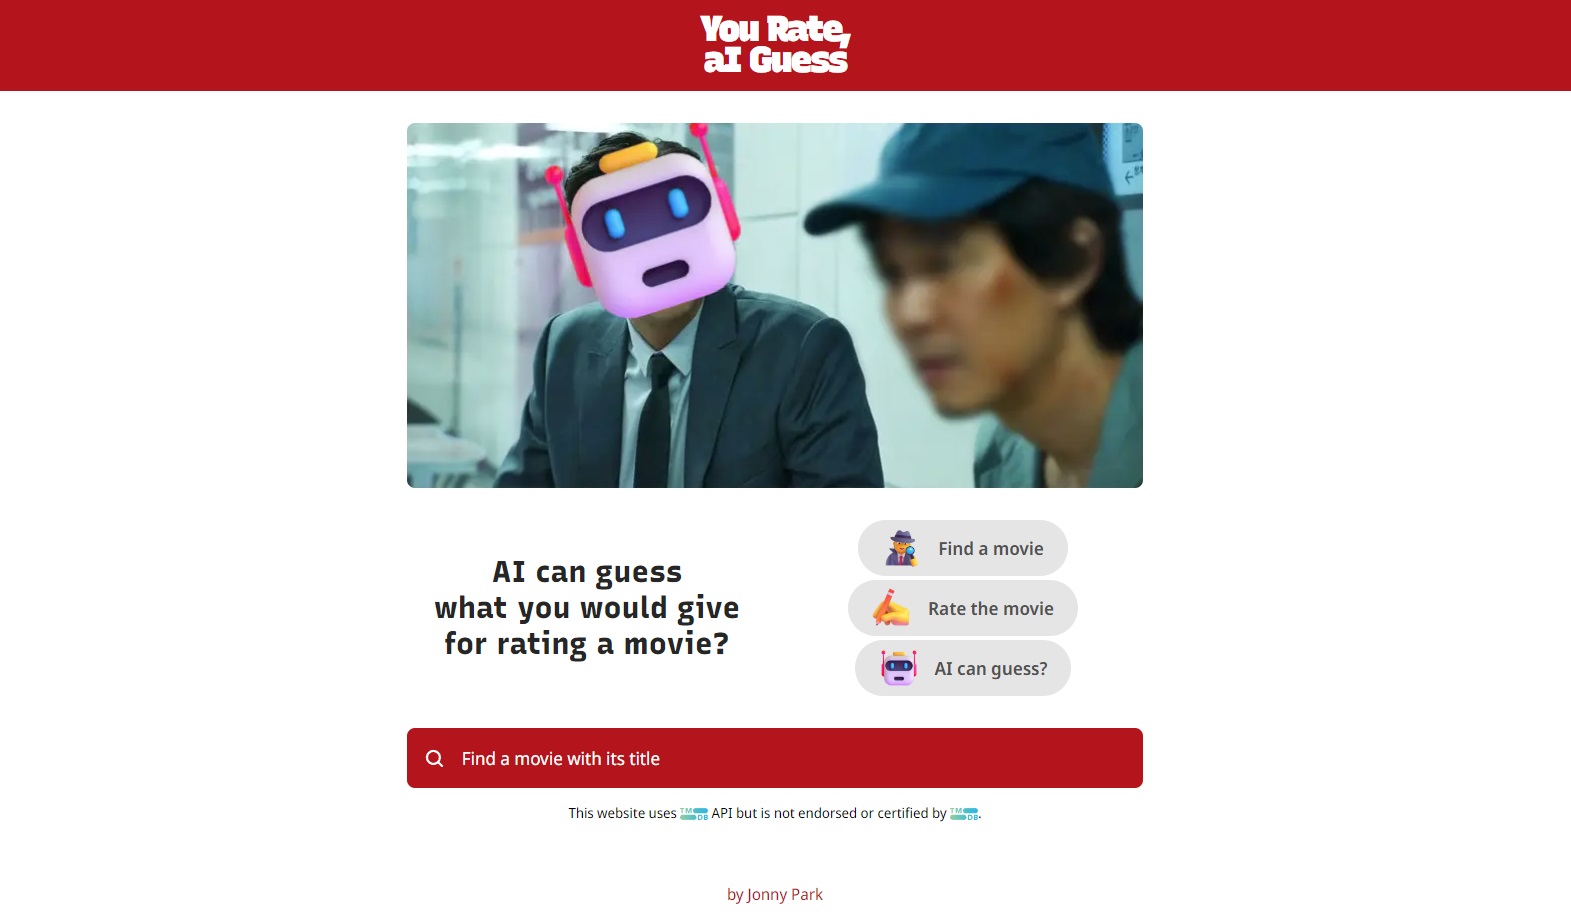 You Rate,
aI Guess
AI can guess
what you would give
for rating a movie?
Find a movie
Rate the movie
AI can guess?
Find a movie with its title
This website uses TMDB API but is not endorsed or certified by TMDB.
by Jonny Park